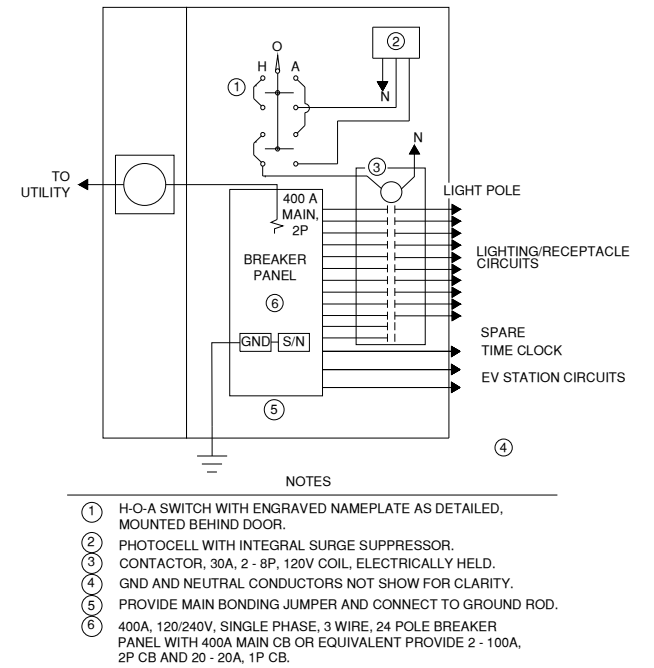 O
H A
1
2
N
N
3
TO
UTILITY
400 A
MAIN,
2P
LIGHT POLE
BREAKER
PANEL
LIGHTING/RECEPTACLE
CIRCUITS
6
GND
S/N
SPARE
TIME CLOCK
EV STATION CIRCUITS
5
4
NOTES
1 H-O-A SWITCH WITH ENGRAVED NAMEPLATE AS DETAILED,
MOUNTED BEHIND DOOR.
2 PHOTOCELL WITH INTEGRAL SURGE SUPPRESSOR.
3 CONTACTOR, 30A, 2 - 8P, 120V COIL, ELECTRICALLY HELD.
4 GND AND NEUTRAL CONDUCTORS NOT SHOW FOR CLARITY.
5 PROVIDE MAIN BONDING JUMPER AND CONNECT TO GROUND ROD.
6 400A, 120/240V, SINGLE PHASE, 3 WIRE, 24 POLE BREAKER
PANEL WITH 400A MAIN CB OR EQUIVALENT PROVIDE 2 - 100A,
2P CB AND 20 - 20A, 1P CB.